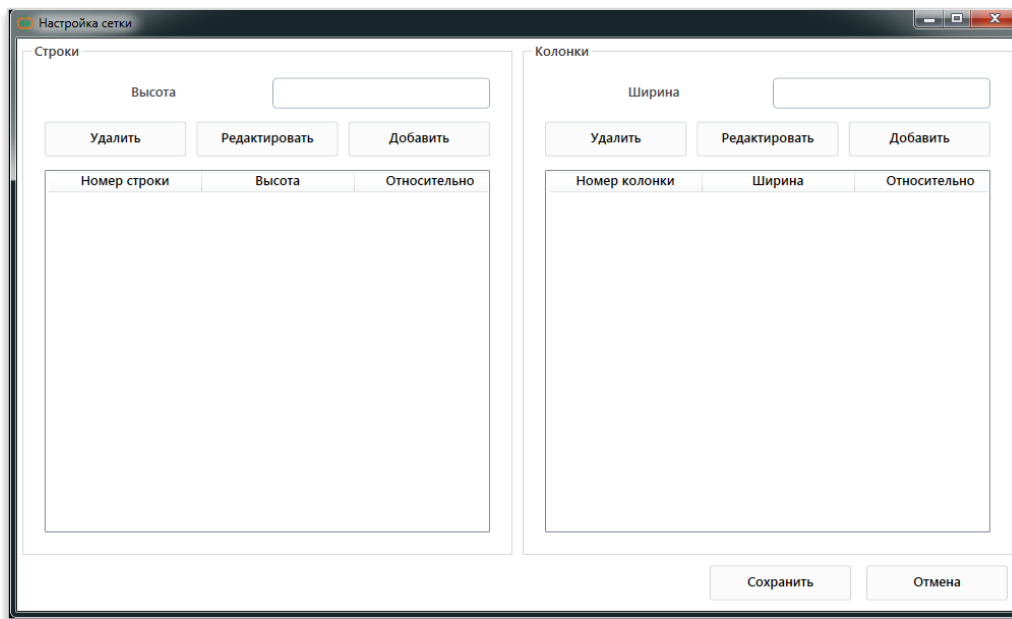 Настройка сетки
Строки
Высота
Удалить Редактировать Добавить
Номер строки Высота Относительно
Колонки
Ширина
Удалить Редактировать Добавить
Номер колонки Ширина Относительно
Сохранить Отмена